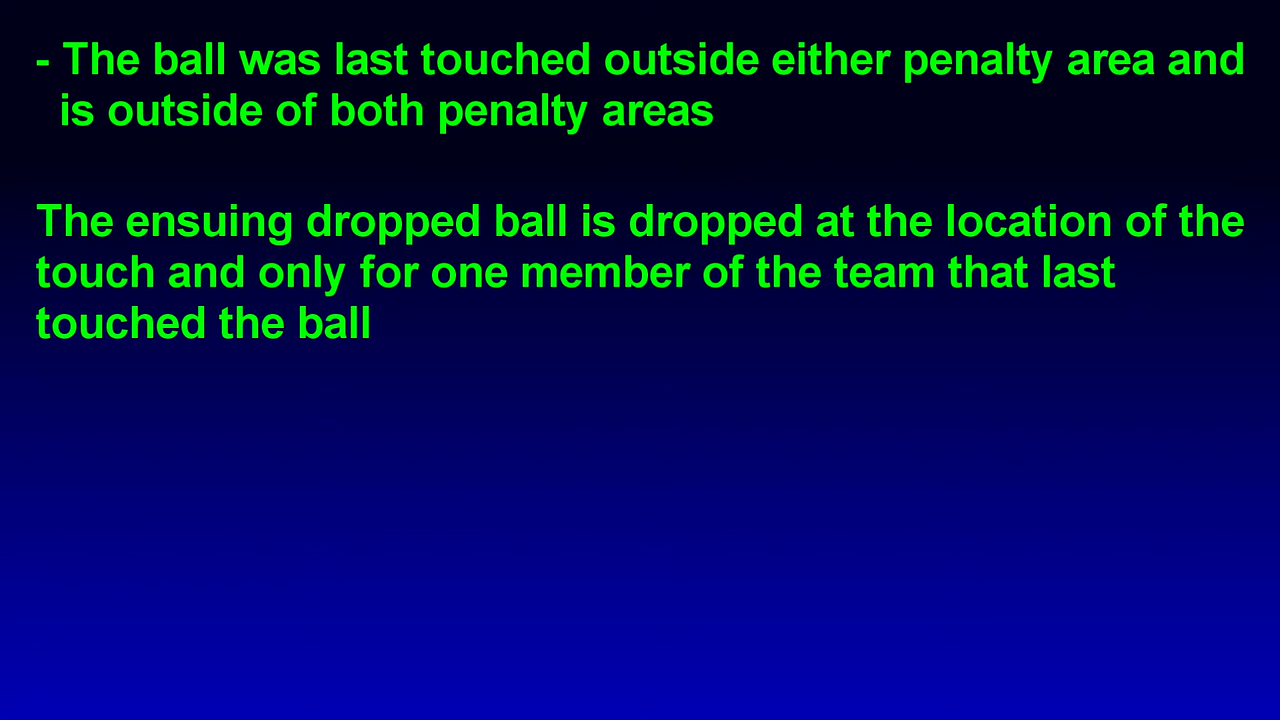 - The ball was last touched outside either penalty area and
is outside of both penalty areas
The ensuing dropped ball is dropped at the location of the
touch and only for one member of the team that last
touched the ball